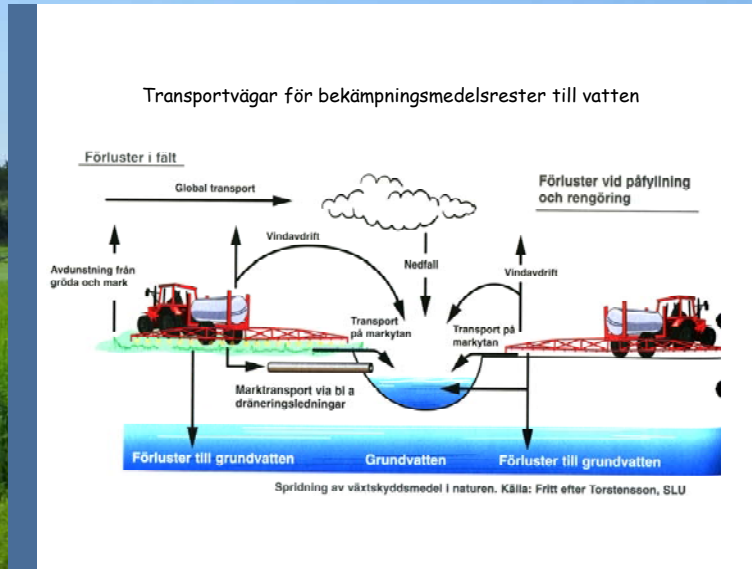 Transportvägar för bekämpningsmedelsrester till vatten
Förluster i fält
Global transport
Förluster vid påfyllning
och rengöring
Vindavdrift
Nedfall
Vindavdrift
Avdunstning från
gröda och mark
Transport
på markytan
Transport på
markytan
Marktransport via bl a
dräneringsledningar
Förluster till grundvatten
Grundvatten
Förluster till grundvatten
Spridning av växtskyddsmedel i naturen. Källa: Fritt efter Torstensson, SLU